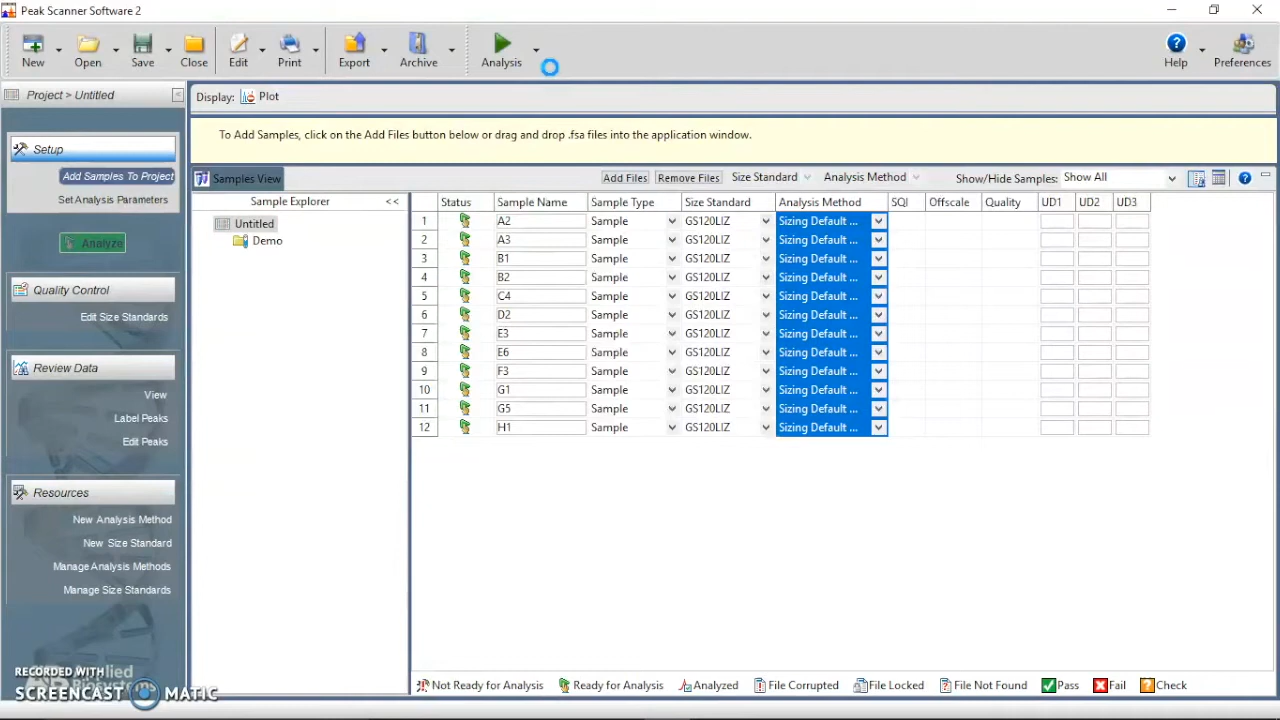 Peak Scanner Software 2
New Open Save Close Edit Print Export Archive Analysis Help Preferences
Project > Untitled
Setup
Add Samples To Project
Set Analysis Parameters
Analyze
Quality Control
Edit Size Standards
Review Data
View
Label Peaks
Edit Peaks
Resources
New Analysis Method
New Size Standard
Manage Analysis Methods
Manage Size Standards
RECORDED WITH
SCREENCAST MATIC
Display: Plot
To Add Samples, click on the Add Files button below or drag and drop .fsa files into the application window.
Samples View Add Files Remove Files Size Standard Analysis Method Show/Hide Samples: Show All
Sample Explorer <<
Untitled
Demo
Status Sample Name Sample Type Size Standard Analysis Method SQI Offscale Quality UD1 UD2 UD3
1 A2 Sample GS120LIZ Sizing Default ...
2 A3 Sample GS120LIZ Sizing Default ...
3 B1 Sample GS120LIZ Sizing Default ...
4 B2 Sample GS120LIZ Sizing Default ...
5 C4 Sample GS120LIZ Sizing Default ...
6 D2 Sample GS120LIZ Sizing Default ...
7 E3 Sample GS120LIZ Sizing Default ...
8 E6 Sample GS120LIZ Sizing Default ...
9 F3 Sample GS120LIZ Sizing Default ...
10 G1 Sample GS120LIZ Sizing Default ...
11 G5 Sample GS120LIZ Sizing Default ...
12 H1 Sample GS120LIZ Sizing Default ...
Not Ready for Analysis Ready for Analysis Analyzed File Corrupted File Locked File Not Found Pass Fail Check